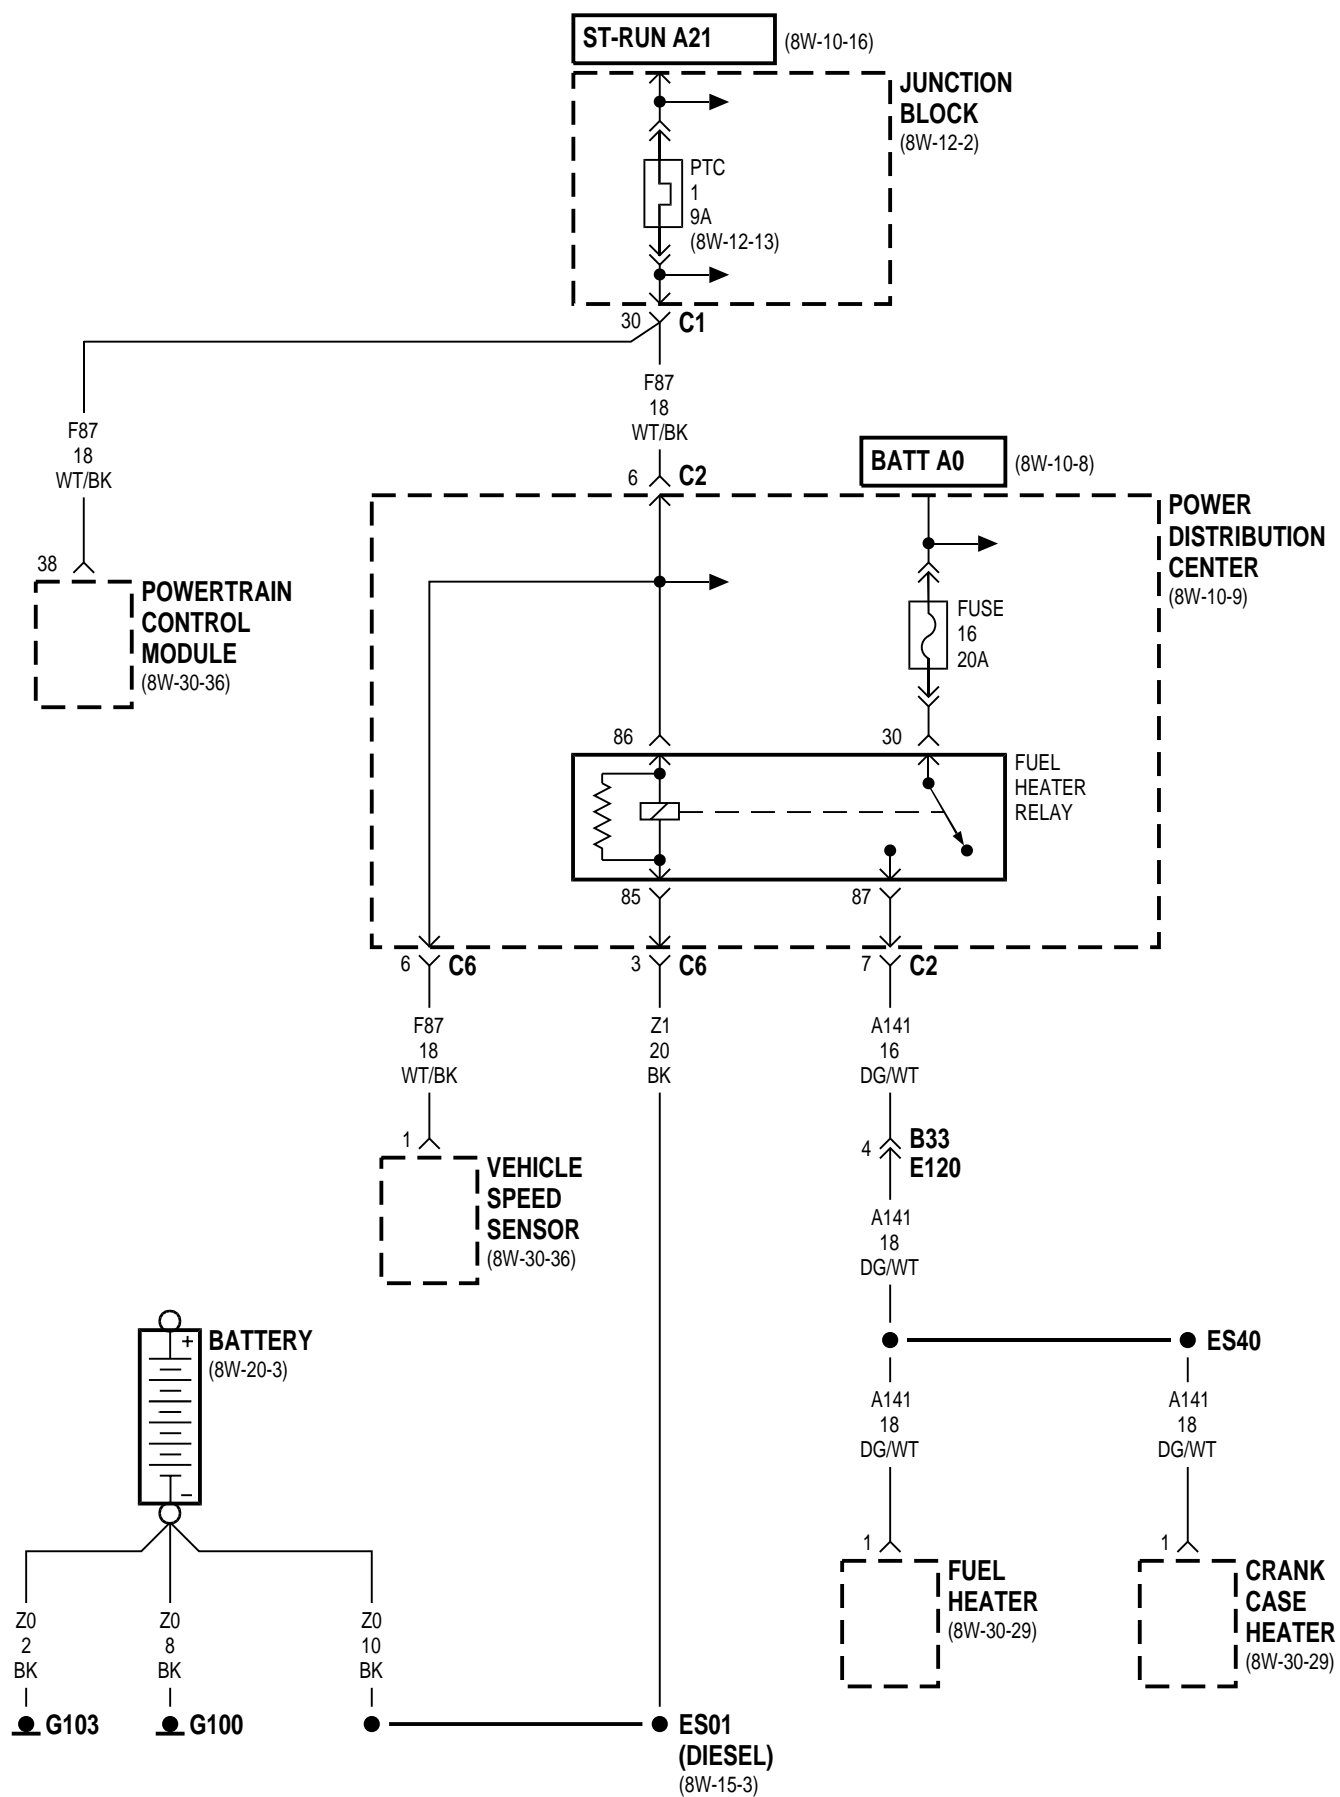 ST-RUN A21
(8W-10-16)
JUNCTION
BLOCK
(8W-12-2)
PTC
1
9A
(8W-12-13)
30
C1
F87
18
WT/BK
F87
18
WT/BK
6
C2
BATT A0
(8W-10-8)
POWER
DISTRIBUTION
CENTER
(8W-10-9)
38
POWERTRAIN
CONTROL
MODULE
(8W-30-36)
FUSE
16
20A
86
30
FUEL
HEATER
RELAY
85
87
6
C6
3
C6
7
C2
F87
18
WT/BK
Z1
20
BK
A141
16
DG/WT
1
VEHICLE
SPEED
SENSOR
(8W-30-36)
4
B33
E120
A141
18
DG/WT
ES40
BATTERY
(8W-20-3)
+
–
A141
18
DG/WT
A141
18
DG/WT
1
FUEL
HEATER
(8W-30-29)
1
CRANK
CASE
HEATER
(8W-30-29)
Z0
2
BK
Z0
8
BK
Z0
10
BK
G103
G100
ES01
(DIESEL)
(8W-15-3)